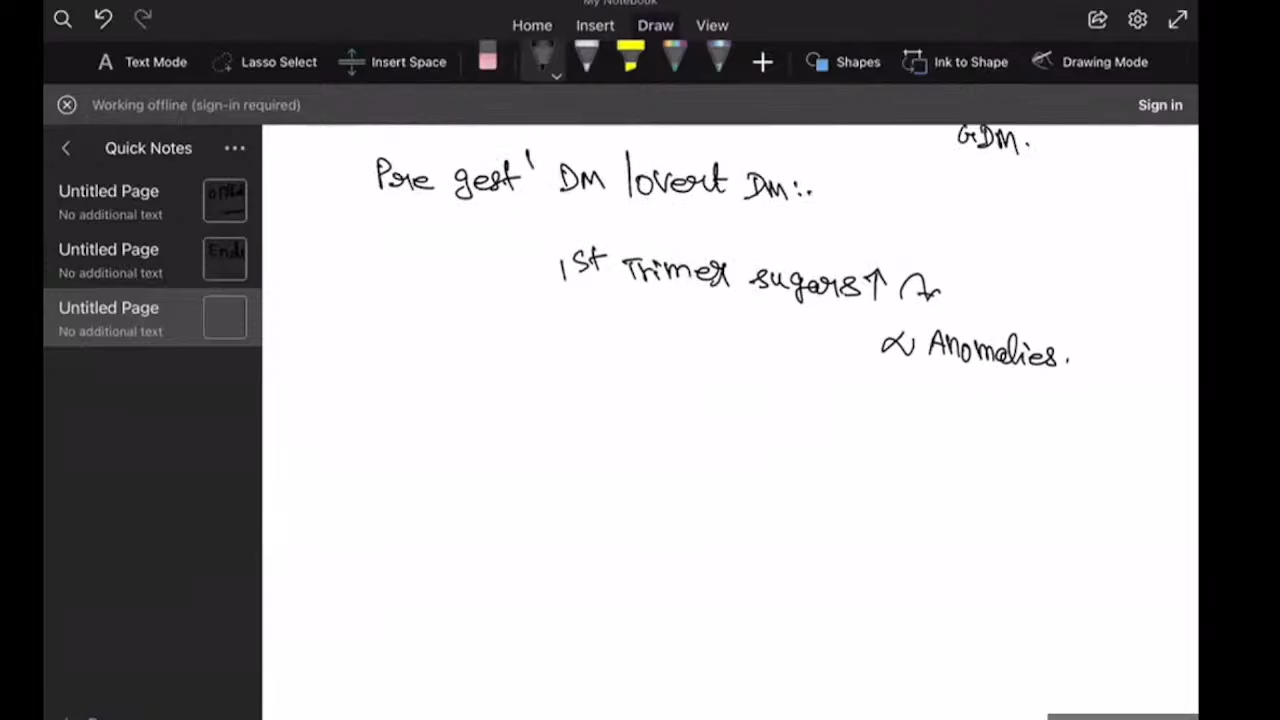 My Notebook
Home Insert Draw View
Text Mode Lasso Select Insert Space Shapes Ink to Shape Drawing Mode
Working offline (sign-in required) Sign in
Quick Notes
Untitled Page
No additional text
Untitled Page
No additional text
Untitled Page
No additional text
GDM.
Pre gest' DM / overt DM:.
1st Trimes sugars↑
∝ Anomalies.